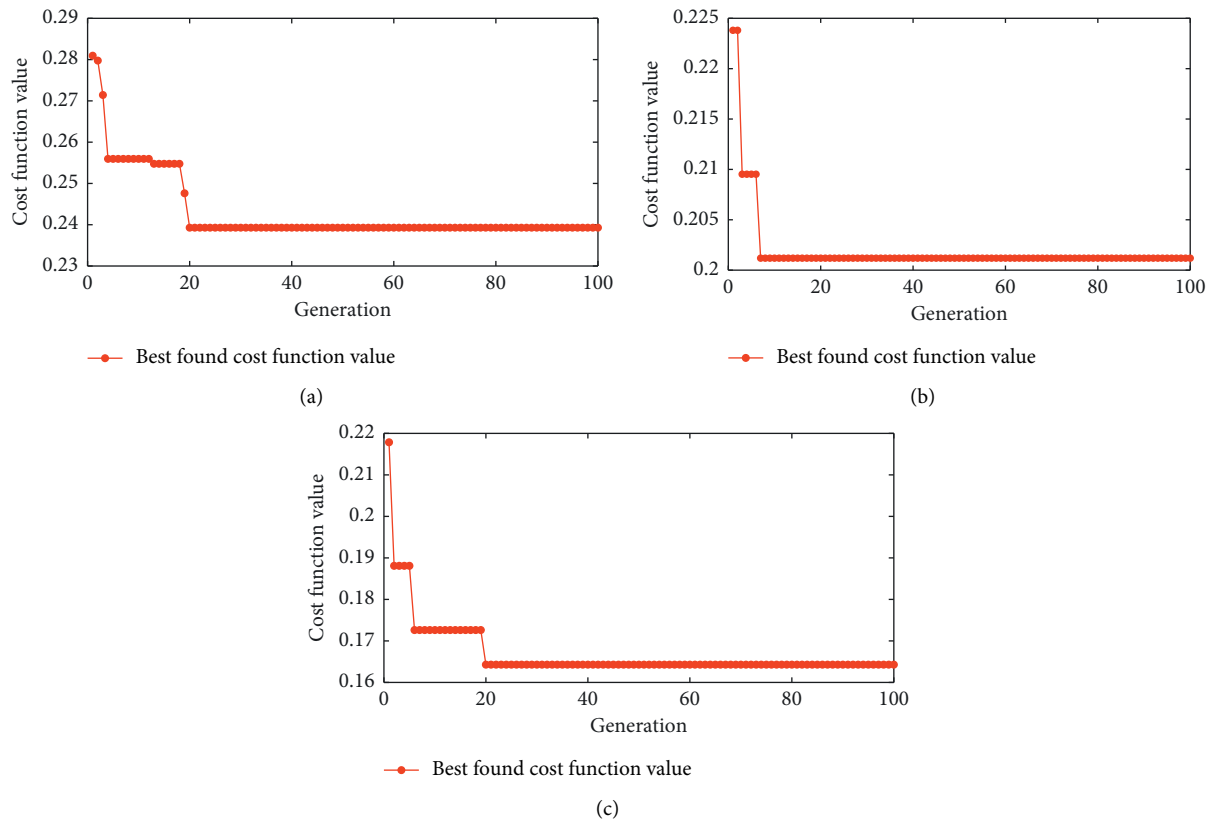 0.29
0.28
0.27
0.26
0.25
0.24
0.23
Cost function value
0 20 40 60 80 100
Generation
Best found cost function value
(a)
0.225
0.22
0.215
0.21
0.205
0.2
Cost function value
0 20 40 60 80 100
Generation
Best found cost function value
(b)
0.22
0.21
0.2
0.19
0.18
0.17
0.16
Cost function value
0 20 40 60 80 100
Generation
Best found cost function value
(c)